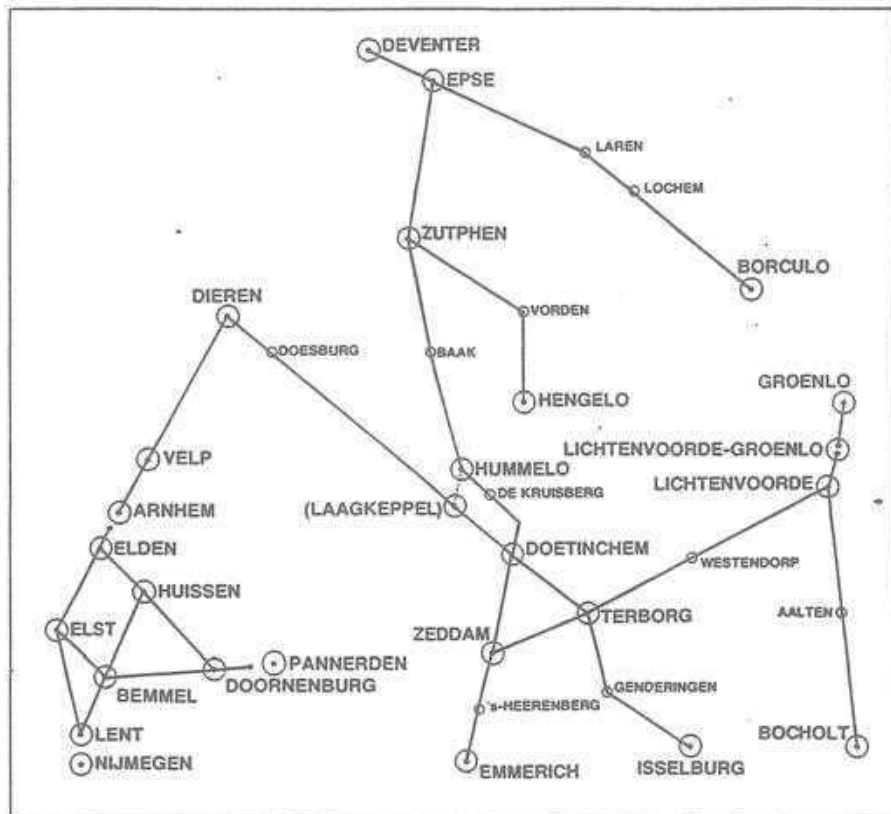 DEVENTER
EPSE
LAREN
LOCHEM
ZUTPHEN
BORCULO
DIEREN
VORDEN
DOESBURG
BAAK
GROENLO
HENGELO
LICHTENVOORDE-GROENLO
VELP
HUMMELO
LICHTENVOORDE
DE KRUISBERG
(LAAGKEPPEL)
ARNHEM
ELDEN
DOETINCHEM
WESTENDORP
HUISSEN
AALTEN
TERBORG
ELST
ZEDDAM
PANNERDEN
DOORNENBURG
BEMMEL
GENDERINGEN
's-HEERENBERG
LENT
BOCHOLT
NIJMEGEN
EMMERICH
ISSELBURG